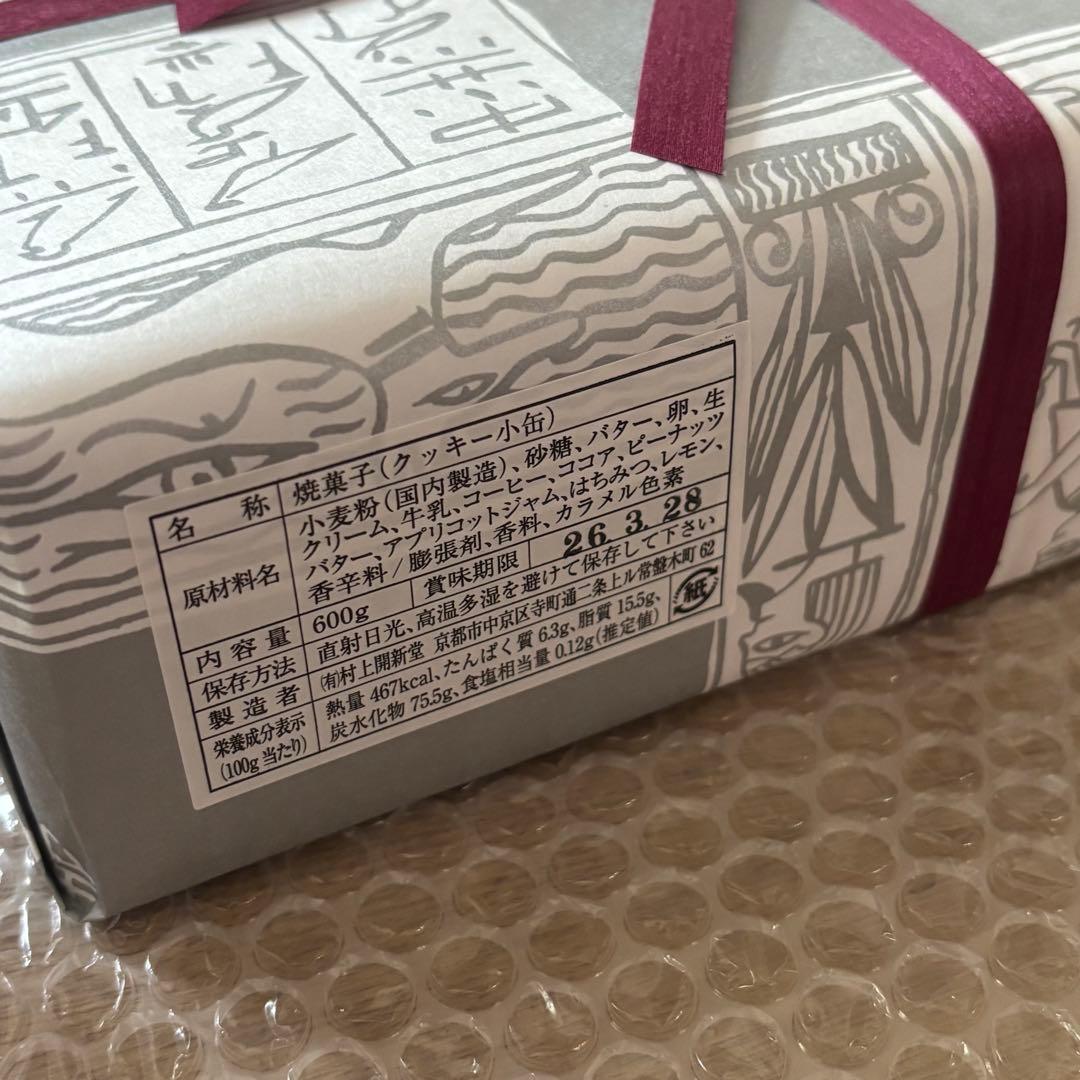 名称 焼菓子(クッキー小缶)
原材料名 小麦粉(国内製造)、砂糖、バター、卵、生
クリーム、牛乳、コーヒー、ココア、ピーナッツ
バター、アプリコットジャム、はちみつ、レモン、
香辛料/膨張剤、香料、カラメル色素
内容量 600g 賞味期限 26.3.28
保存方法 直射日光、高温多湿を避けて保存して下さい
製造者 ㈲村上開新堂 京都市中京区寺町通二条上ル常盤木町62
栄養成分表示 熱量 467kcal、たんぱく質 6.3g、脂質 15.5g、
(100g当たり) 炭水化物 75.5g、食塩相当量 0.12g(推定値)
紙